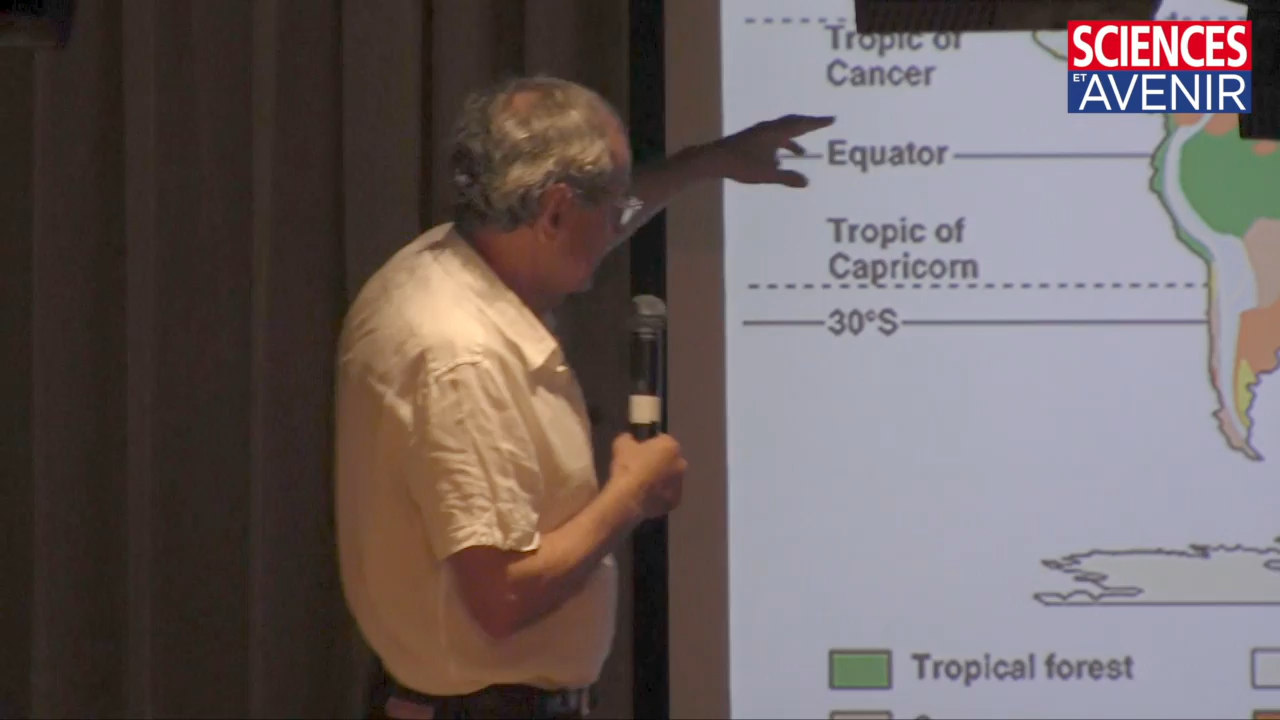 SCIENCES
ET AVENIR
Tropic of
Cancer
Equator
Tropic of
Capricorn
30°S
Tropical forest